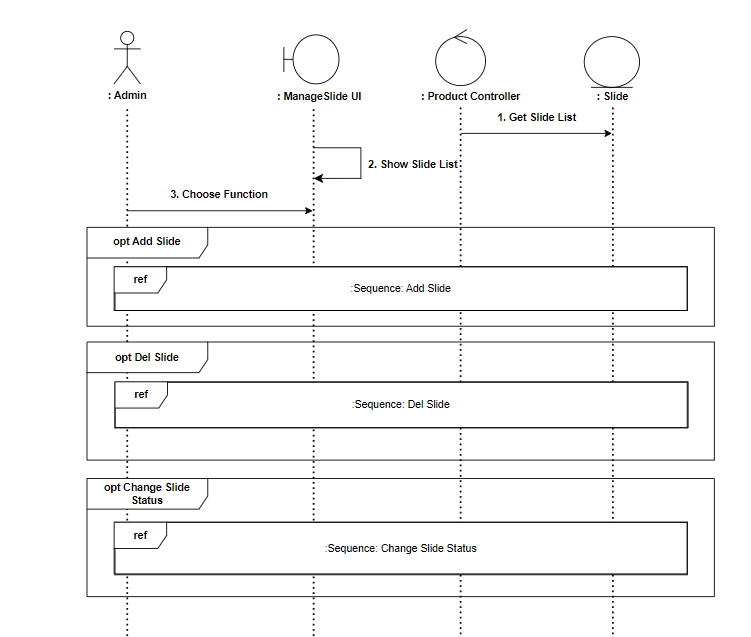 : Admin
: ManageSlide UI
: Product Controller
: Slide
1. Get Slide List
2. Show Slide List
3. Choose Function
opt Add Slide
ref
:Sequence: Add Slide
opt Del Slide
ref
:Sequence: Del Slide
opt Change Slide
Status
ref
:Sequence: Change Slide Status